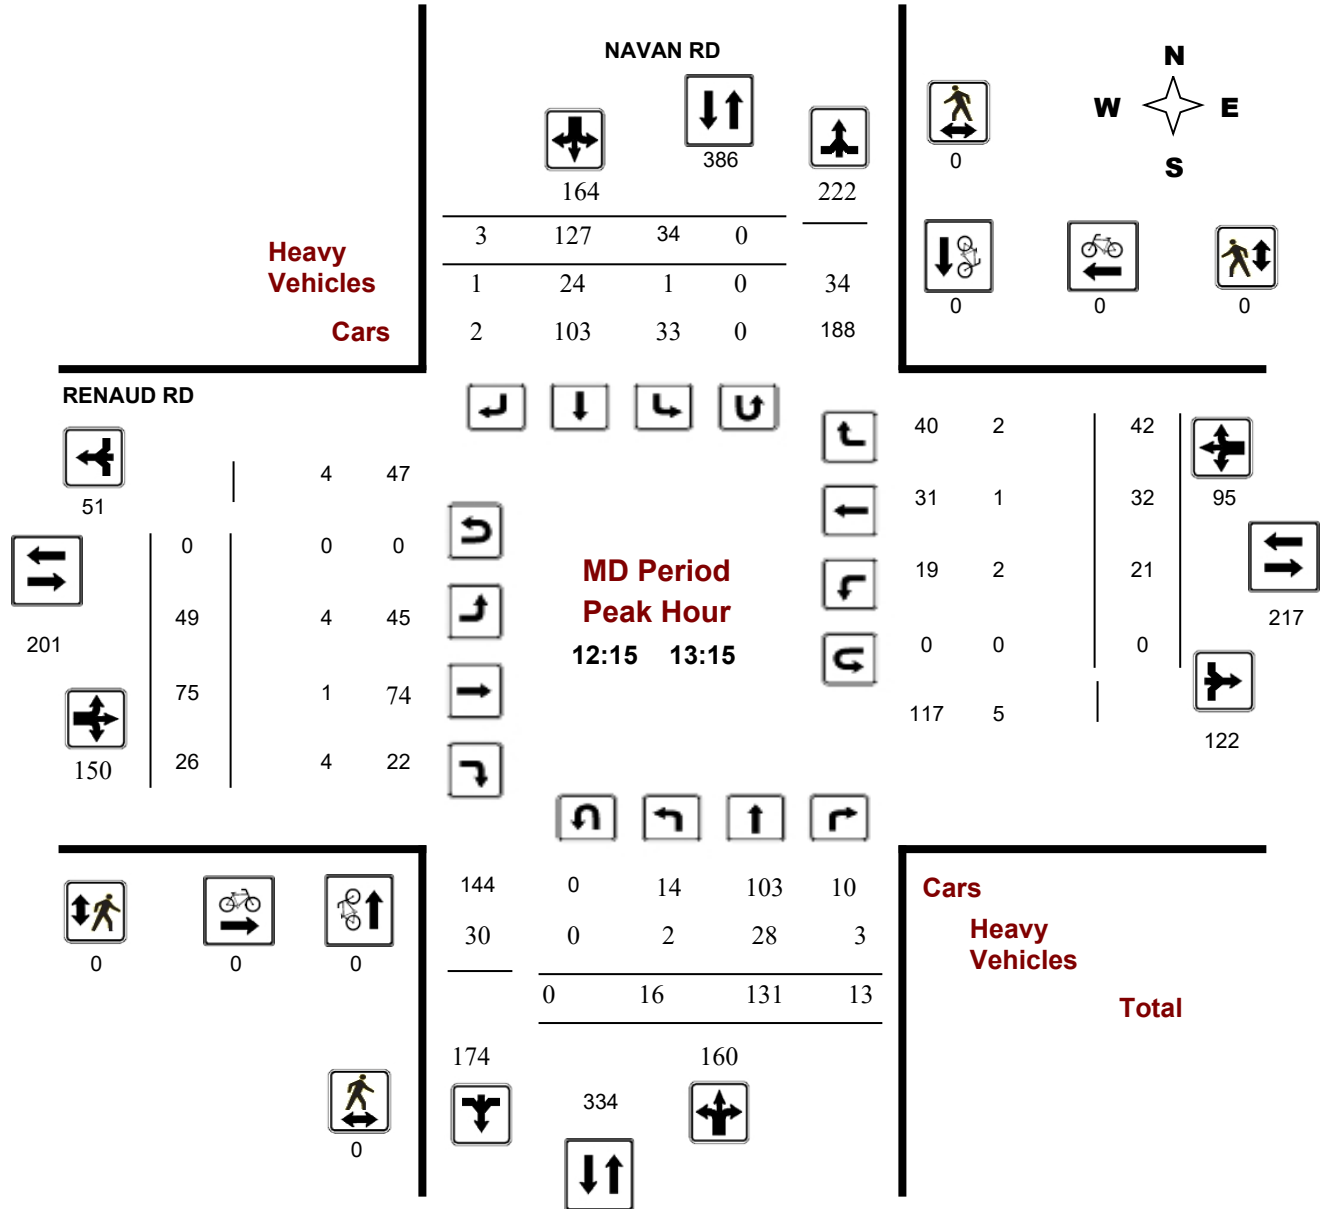 NAVAN RD
N
W E
S
386
0
164 222
3 127 34 0
Heavy
Vehicles
1 24 1 0 34
0 0 0
Cars 2 103 33 0 188
RENAUD RD
40 2 42
4 47
51
31 1 32 95
0 0 0
MD Period
19 2 21
Peak Hour
49 4 45
217
201
12:15 13:15
0 0 0
75 1 74
117 5
122
150 26 4 22
144 0 14 103 10
Cars
30 0 2 28 3
Heavy
Vehicles
0 0 0
0 16 131 13
Total
174 160
334
0